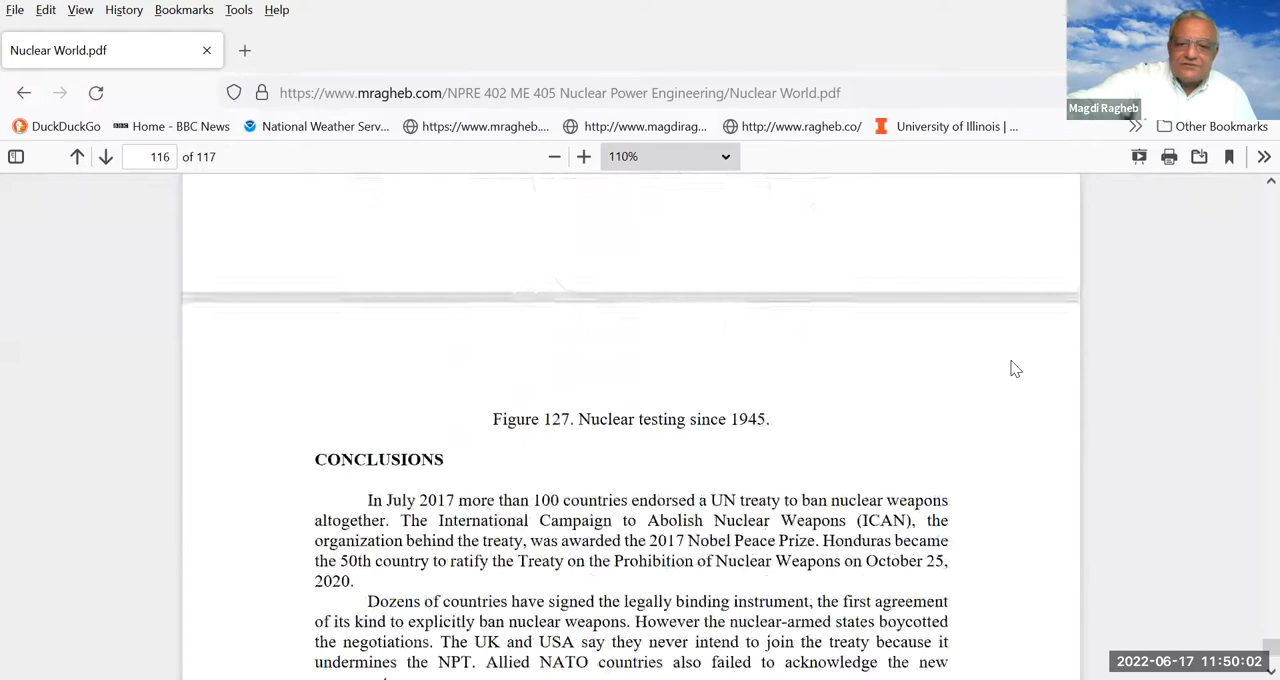 File Edit View History Bookmarks Tools Help
Nuclear World.pdf
https://www.mragheb.com/NPRE 402 ME 405 Nuclear Power Engineering/Nuclear World.pdf
Magdi Ragheb
DuckDuckGo BBC Home - BBC News National Weather Serv... https://www.mragheb.... http://www.magdirag... http://www.ragheb.co/ University of Illinois | ... Other Bookmarks
116 of 117 110%
Figure 127. Nuclear testing since 1945.
CONCLUSIONS
In July 2017 more than 100 countries endorsed a UN treaty to ban nuclear weapons
altogether. The International Campaign to Abolish Nuclear Weapons (ICAN), the
organization behind the treaty, was awarded the 2017 Nobel Peace Prize. Honduras became
the 50th country to ratify the Treaty on the Prohibition of Nuclear Weapons on October 25,
2020.
Dozens of countries have signed the legally binding instrument, the first agreement
of its kind to explicitly ban nuclear weapons. However the nuclear-armed states boycotted
the negotiations. The UK and USA say they never intend to join the treaty because it
undermines the NPT. Allied NATO countries also failed to acknowledge the new
2022-06-17 11:50:02